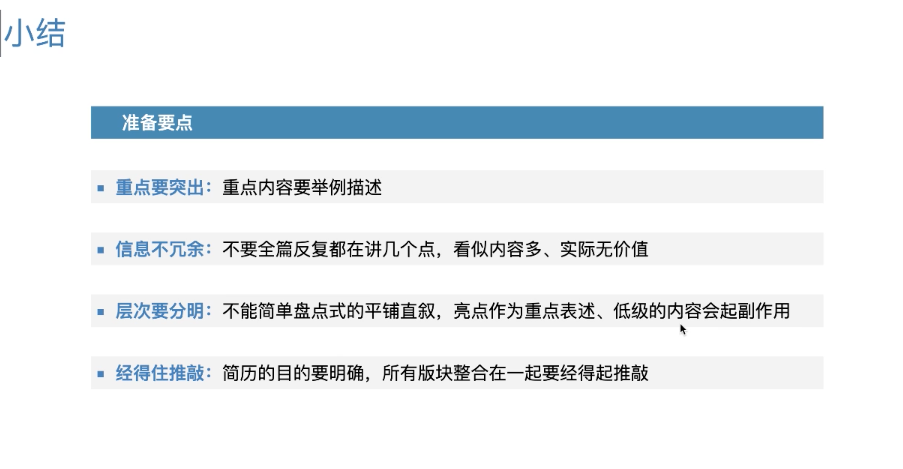 小结
准备要点
▪ 重点要突出：重点内容要举例描述
▪ 信息不冗余：不要全篇反复都在讲几个点，看似内容多、实际无价值
▪ 层次要分明：不能简单盘点式的平铺直叙，亮点作为重点表述、低级的内容会起副作用
▪ 经得住推敲：简历的目的要明确，所有版块整合在一起要经得起推敲